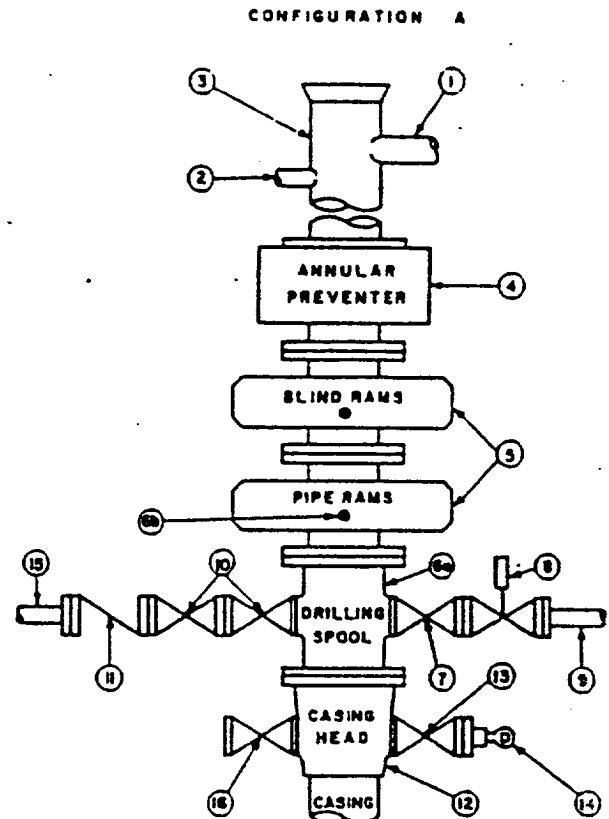 CONFIGURATION A
3
1
2
ANNULAR
PREVENTER
4
BLIND RAMS
5
PIPE RAMS
6b
6a
8
15
10
DRILLING
SPOOL
11
7
9
13
CASING
HEAD
16
12
14
CASING